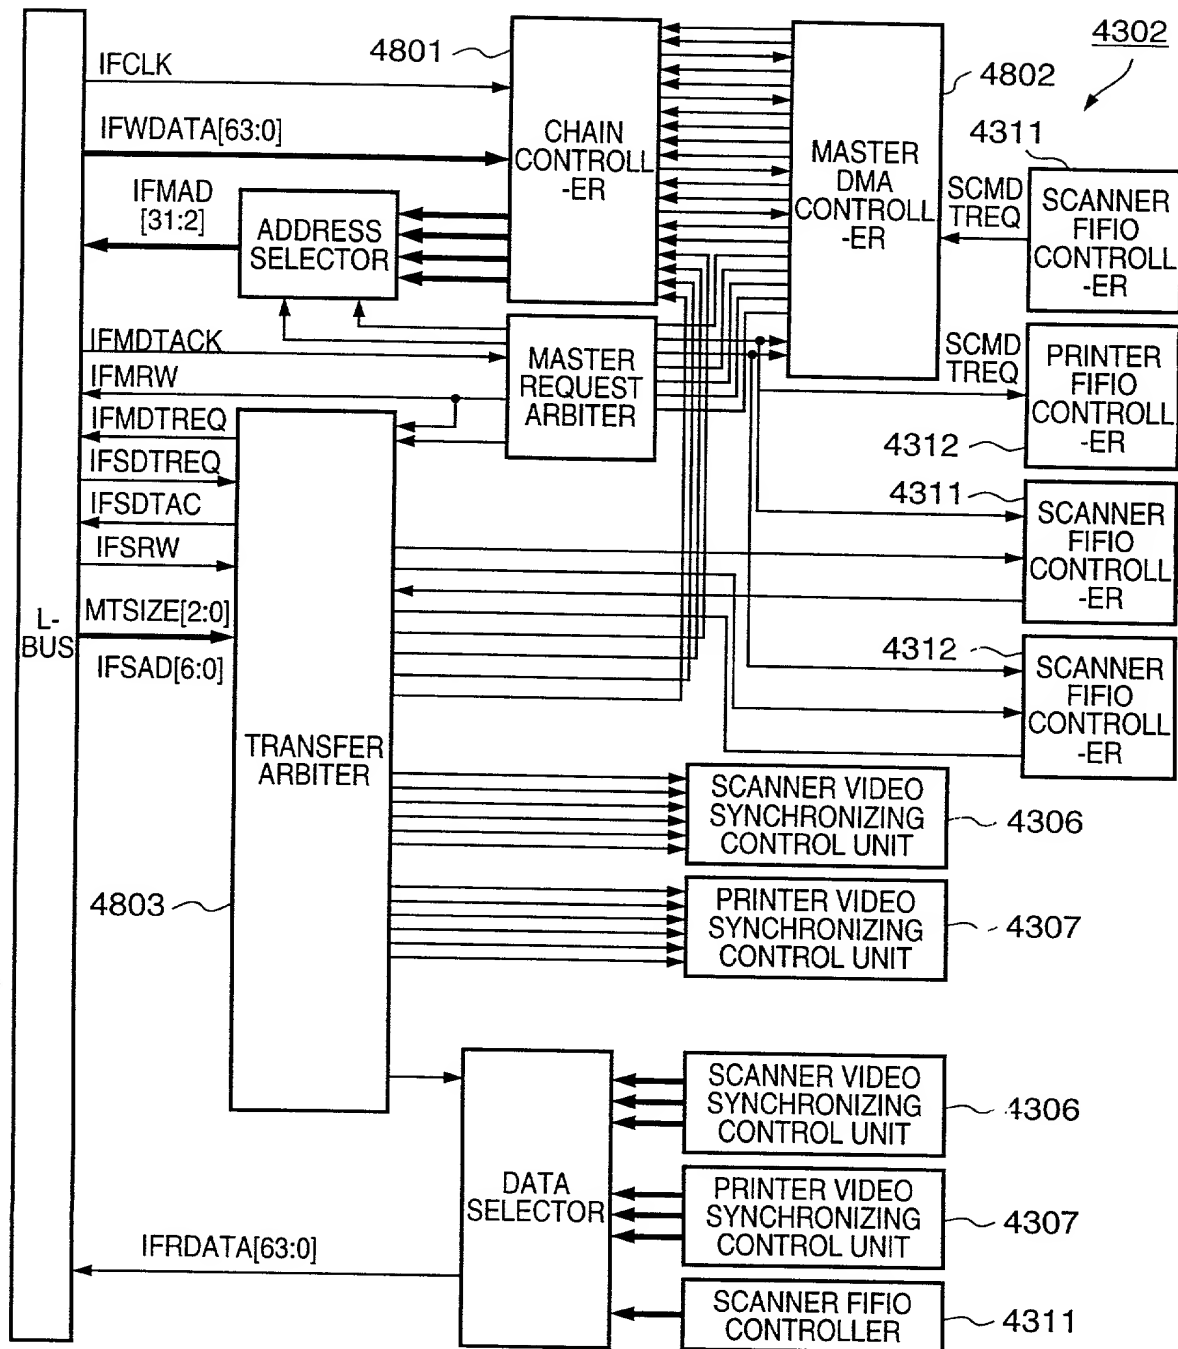 4302
4801
4802
IFCLK
IFWDATA[63:0]
IFMAD
[31:2]
ADDRESS
SELECTOR
CHAIN
CONTROLL
-ER
MASTER
DMA
CONTROLL
-ER
4311
SCMD
TREQ
SCANNER
FIFIO
CONTROLL
-ER
IFMDTACK
IFMRW
IFMDTREQ
IFSDTREQ
IFSDTAC
IFSRW
MTSIZE[2:0]
IFSAD[6:0]
L-
BUS
MASTER
REQUEST
ARBITER
SCMD
TREQ
PRINTER
FIFIO
CONTROLL
-ER
4312
4311
SCANNER
FIFIO
CONTROLL
-ER
4312
SCANNER
FIFIO
CONTROLL
-ER
TRANSFER
ARBITER
4803
SCANNER VIDEO
SYNCHRONIZING
CONTROL UNIT
4306
PRINTER VIDEO
SYNCHRONIZING
CONTROL UNIT
4307
DATA
SELECTOR
SCANNER VIDEO
SYNCHRONIZING
CONTROL UNIT
4306
PRINTER VIDEO
SYNCHRONIZING
CONTROL UNIT
4307
IFRDATA[63:0]
SCANNER FIFIO
CONTROLLER
4311